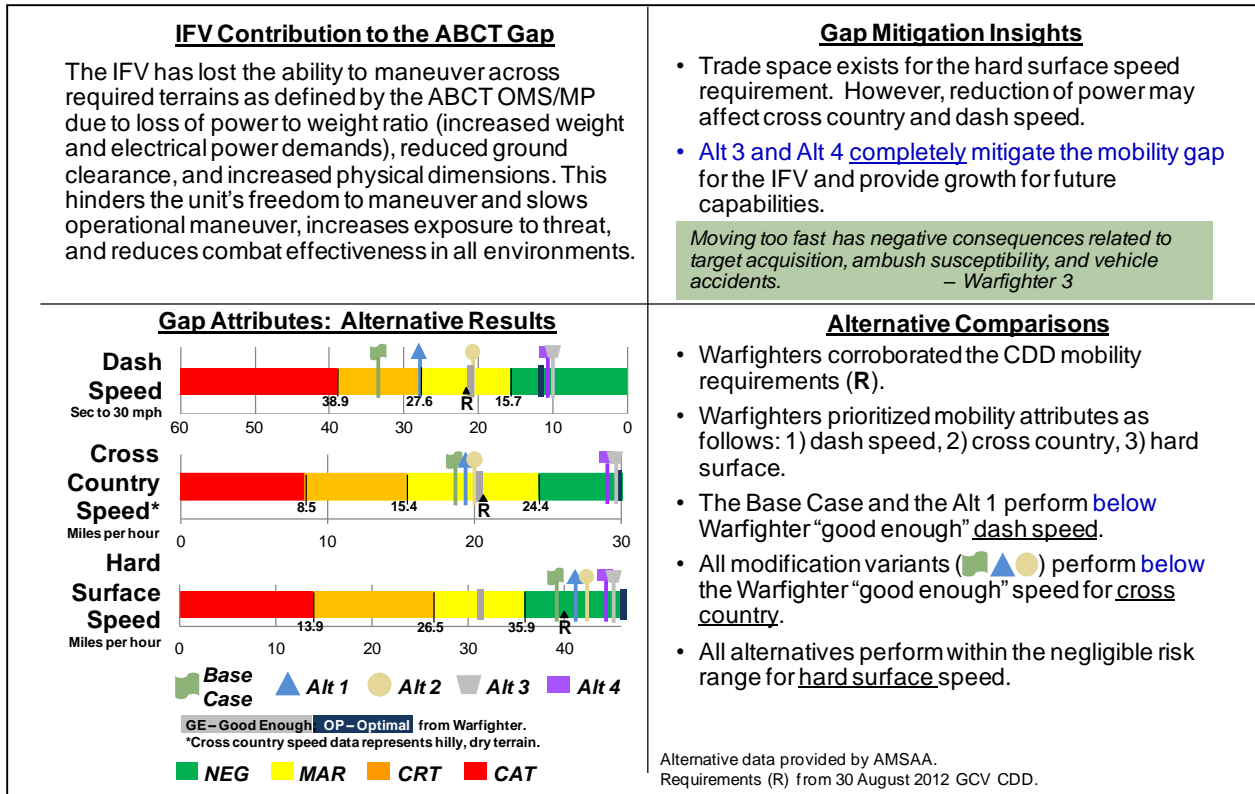 IFV Contribution to the ABCT Gap
The IFV has lost the ability to maneuver across
required terrains as defined by the ABCT OMS/MP
due to loss of power to weight ratio (increased weight
and electrical power demands), reduced ground
clearance, and increased physical dimensions. This
hinders the unit's freedom to maneuver and slows
operational maneuver, increases exposure to threat,
and reduces combat effectiveness in all environments.
Gap Mitigation Insights
• Trade space exists for the hard surface speed
requirement. However, reduction of power may
affect cross country and dash speed.
• Alt 3 and Alt 4 completely mitigate the mobility gap
for the IFV and provide growth for future
capabilities.
Moving too fast has negative consequences related to
target acquisition, ambush susceptibility, and vehicle
accidents. – Warfighter 3
Gap Attributes: Alternative Results
Dash
Speed
Sec to 30 mph
38.9 27.6 R 15.7
60 50 40 30 20 10 0
Cross
Country
Speed*
Miles per hour
8.5 15.4 R 24.4
0 10 20 30
Hard
Surface
Speed
Miles per hour
13.9 26.5 35.9 R
0 10 20 30 40
Base
Case
Alt 1 Alt 2 Alt 3 Alt 4
GE – Good Enough; OP – Optimal from Warfighter.
*Cross country speed data represents hilly, dry terrain.
NEG MAR CRT CAT
Alternative Comparisons
• Warfighters corroborated the CDD mobility
requirements (R).
• Warfighters prioritized mobility attributes as
follows: 1) dash speed, 2) cross country, 3) hard
surface.
• The Base Case and the Alt 1 perform below
Warfighter "good enough" dash speed.
• All modification variants ( ) perform below
the Warfighter "good enough" speed for cross
country.
• All alternatives perform within the negligible risk
range for hard surface speed.
Alternative data provided by AMSAA.
Requirements (R) from 30 August 2012 GCV CDD.